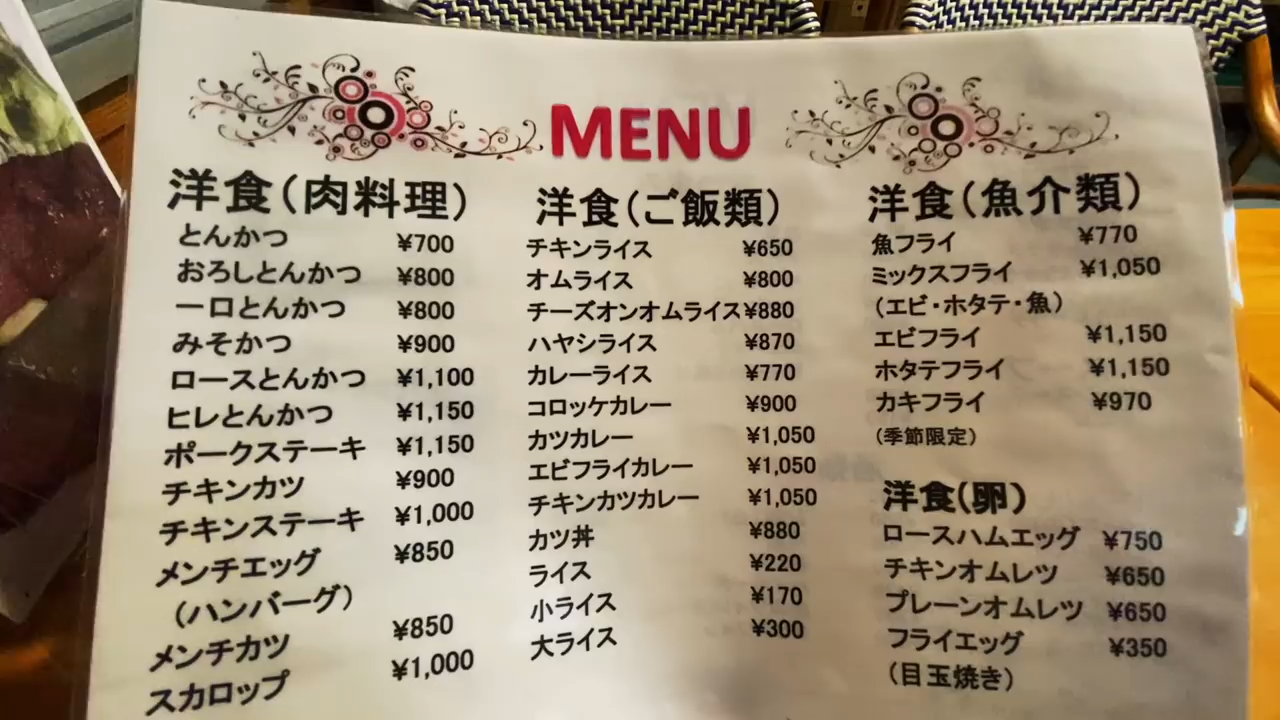 MENU
洋食(肉料理)
とんかつ ¥700
おろしとんかつ ¥800
一口とんかつ ¥800
みそかつ ¥900
ロースとんかつ ¥1,100
ヒレとんかつ ¥1,150
ポークステーキ ¥1,150
チキンカツ ¥900
チキンステーキ ¥1,000
メンチエッグ ¥850
(ハンバーグ)
メンチカツ ¥850
スカロップ ¥1,000
洋食(ご飯類)
チキンライス ¥650
オムライス ¥800
チーズオンオムライス ¥880
ハヤシライス ¥870
カレーライス ¥770
コロッケカレー ¥900
カツカレー ¥1,050
エビフライカレー ¥1,050
チキンカツカレー ¥1,050
カツ丼 ¥880
ライス ¥220
小ライス ¥170
大ライス ¥300
洋食(魚介類)
魚フライ ¥770
ミックスフライ ¥1,050
(エビ・ホタテ・魚)
エビフライ ¥1,150
ホタテフライ ¥1,150
カキフライ ¥970
(季節限定)
洋食(卵)
ロースハムエッグ ¥750
チキンオムレツ ¥650
プレーンオムレツ ¥650
フライエッグ ¥350
(目玉焼き)